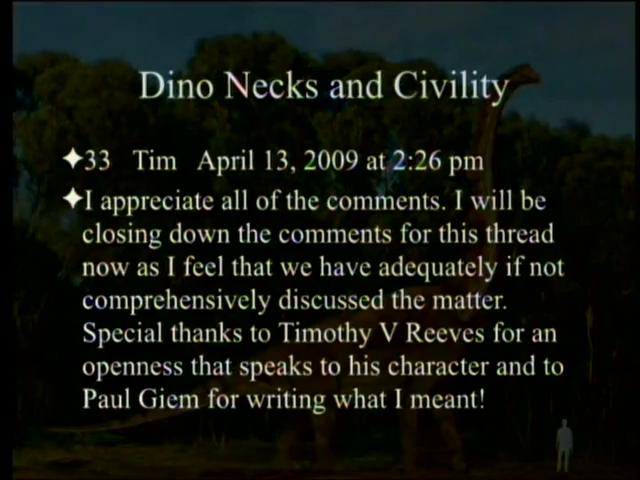 Dino Necks and Civility
33 Tim April 13, 2009 at 2:26 pm
I appreciate all of the comments. I will be
closing down the comments for this thread
now as I feel that we have adequately if not
comprehensively discussed the matter.
Special thanks to Timothy V Reeves for an
openness that speaks to his character and to
Paul Giem for writing what I meant!